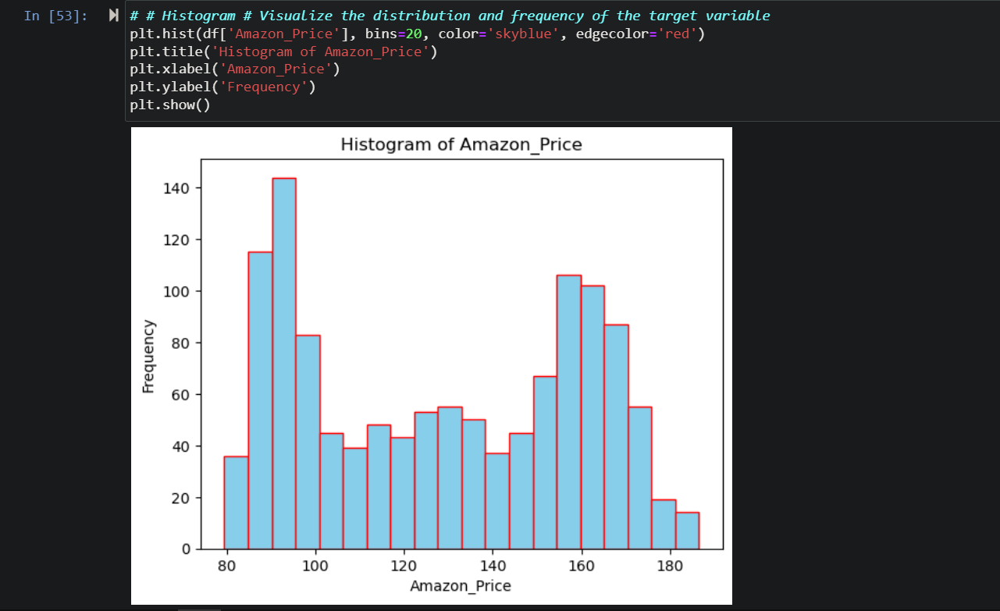 In [53]:
# # Histogram # Visualize the distribution and frequency of the target variable
plt.hist(df['Amazon_Price'], bins=20, color='skyblue', edgecolor='red')
plt.title('Histogram of Amazon_Price')
plt.xlabel('Amazon_Price')
plt.ylabel('Frequency')
plt.show()
Histogram of Amazon_Price
140
120
100
80
60
40
20
0
Frequency
80 100 120 140 160 180
Amazon_Price